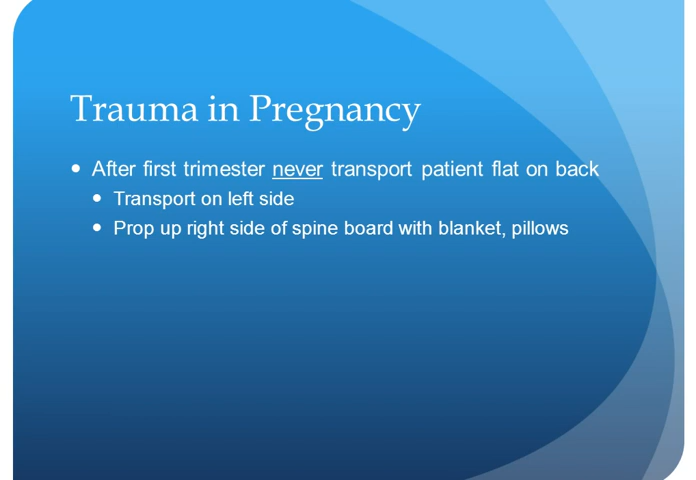 Trauma in Pregnancy
• After first trimester never transport patient flat on back
• Transport on left side
• Prop up right side of spine board with blanket, pillows